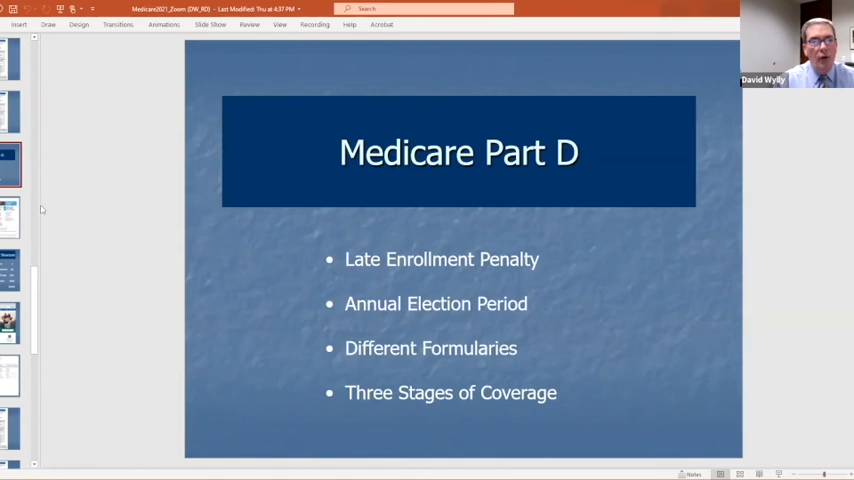 Medicare2021_Zoom (DW_RD) - Last Modified: Thu at 4:37 PM
Search
Insert Draw Design Transitions Animations Slide Show Review View Help Recording Acrobat
David Wylly
Medicare Part D
• Late Enrollment Penalty
• Annual Election Period
• Different Formularies
• Three Stages of Coverage
Notes